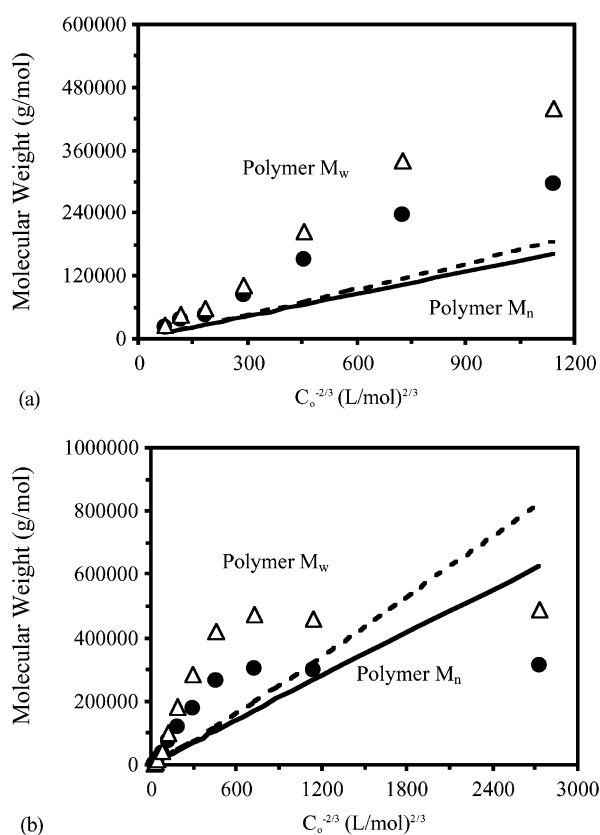 600000
480000
360000
240000
120000
0
Molecular Weight (g/mol)
Polymer Mw
Polymer Mn
0 300 600 900 1200
(a)
Co-2/3 (L/mol)2/3
1000000
800000
600000
400000
200000
0
Molecular Weight (g/mol)
Polymer Mw
Polymer Mn
0 600 1200 1800 2400 3000
(b)
Co-2/3 (L/mol)2/3